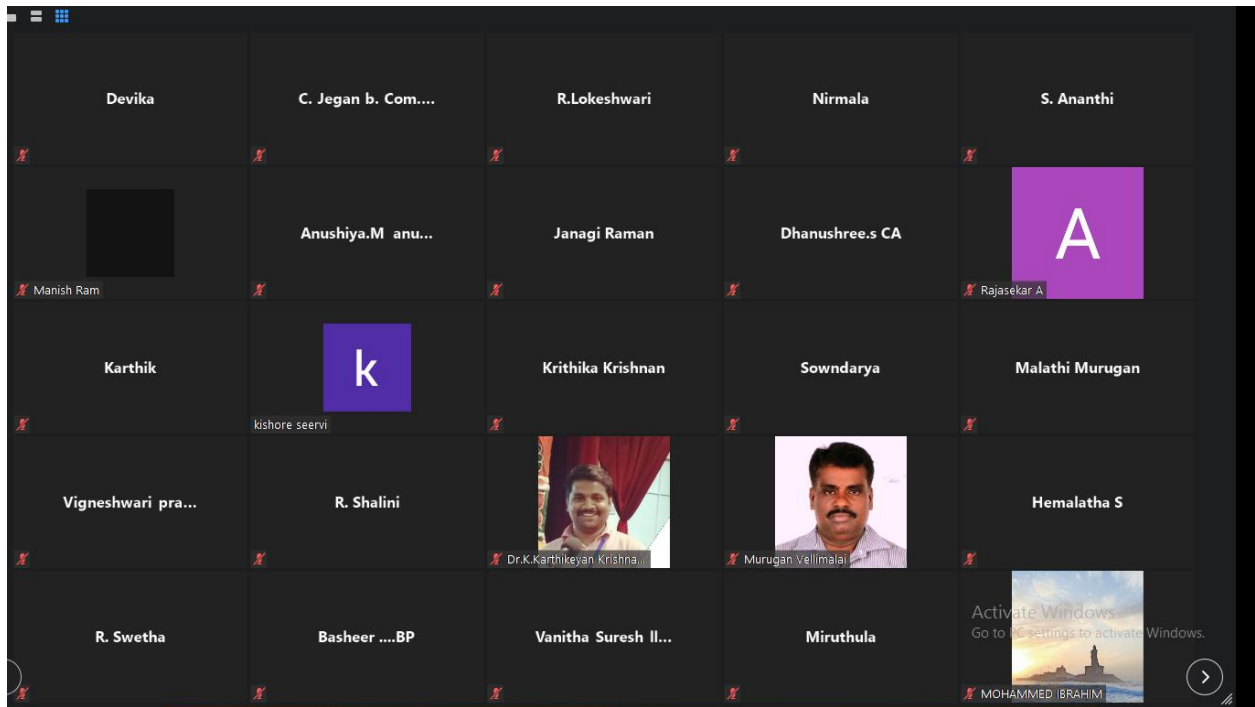 Devika
C. Jegan b. Com....
R.Lokeshwari
Nirmala
S. Ananthi
Manish Ram
Anushiya.M anu...
Janagi Raman
Dhanushree.s CA
A
Rajasekar A
Karthik
k
kishore seervi
Krithika Krishnan
Sowndarya
Malathi Murugan
Vigneshwari pra...
R. Shalini
Dr.K.Karthikeyan Krishna...
Murugan Vellimalai
Hemalatha S
R. Swetha
Basheer ....BP
Vanitha Suresh ll...
Miruthula
MOHAMMED IBRAHIM
Activate Windows
Go to PC settings to activate Windows.